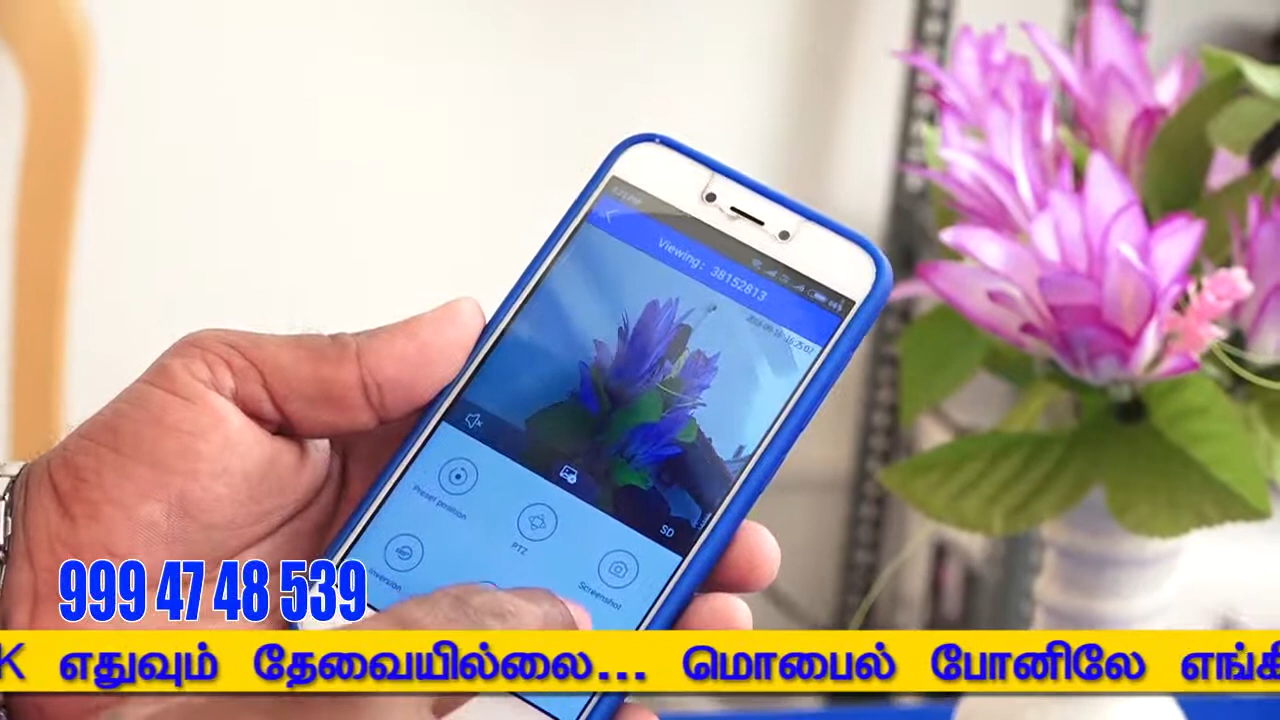 Viewing: 38152813
Preset position
PTZ
Screenshot
SD
999 47 48 539
K எதுவும் தேவையில்லை... மொபைல் போனிலே